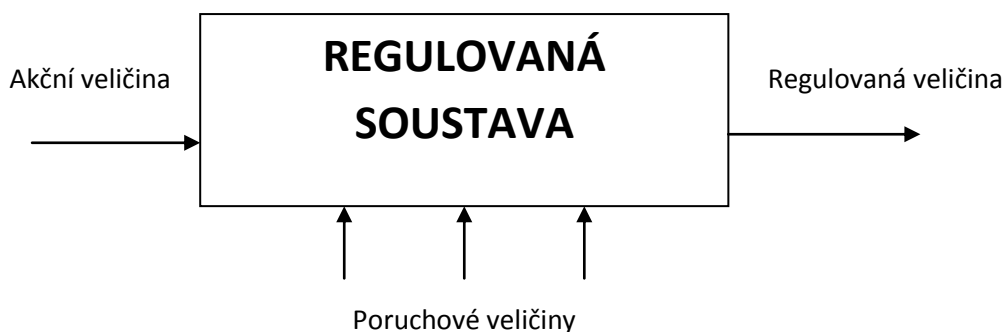 REGULOVANÁ
SOUSTAVA
Akční veličina
Regulovaná veličina
Poruchové veličiny